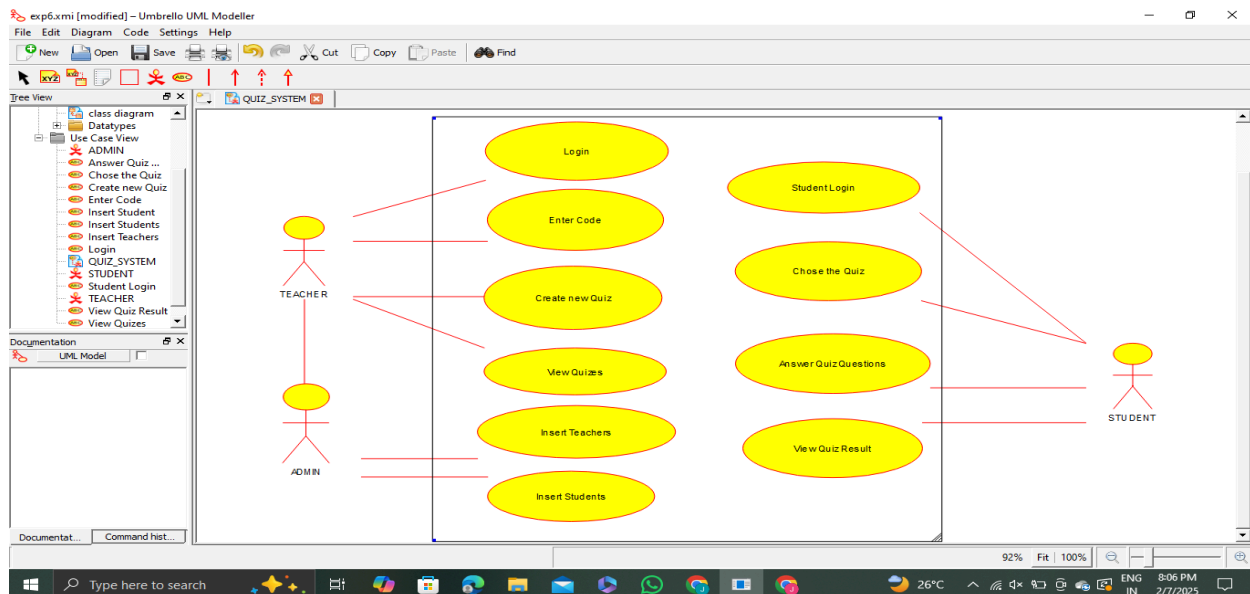 exp6.xmi [modified] – Umbrello UML Modeller
File Edit Diagram Code Settings Help
New Open Save Cut Copy Paste Find
XYZ ABC
Tree View
QUIZ_SYSTEM
class diagram
Datatypes
Use Case View
ADMIN
Answer Quiz ...
Chose the Quiz
Create new Quiz
Enter Code
Insert Student
Insert Students
Insert Teachers
Login
QUIZ_SYSTEM
STUDENT
Student Login
TEACHER
View Quiz Result
View Quizes
Documentation
UML Model
Documentat... Command hist...
Login
Enter Code
Create new Quiz
View Quizes
Insert Teachers
Insert Students
Student Login
Chose the Quiz
Answer Quiz Questions
View Quiz Result
TEACHER
ADMIN
STUDENT
92% Fit 100%
Type here to search
26°C
ENG
IN
8:06 PM
2/7/2025